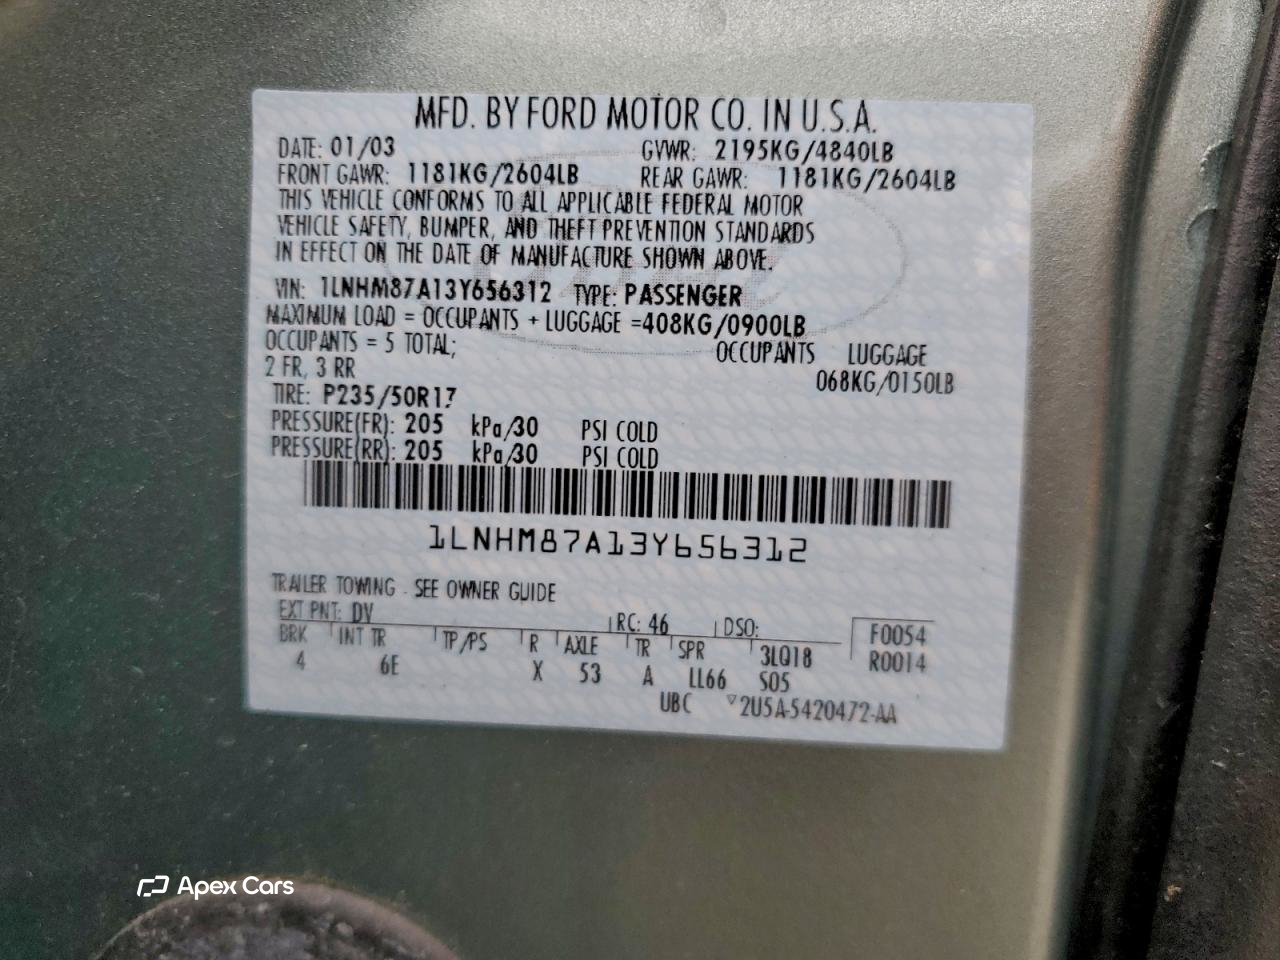 MFD. BY FORD MOTOR CO. IN U.S.A.
DATE: 01/03 GVWR: 2195KG/4840LB
FRONT GAWR: 1181KG/2604LB REAR GAWR: 1181KG/2604LB
THIS VEHICLE CONFORMS TO ALL APPLICABLE FEDERAL MOTOR
VEHICLE SAFETY, BUMPER, AND THEFT PREVENTION STANDARDS
IN EFFECT ON THE DATE OF MANUFACTURE SHOWN ABOVE.
VIN: 1LNHM87A13Y656312 TYPE: PASSENGER
MAXIMUM LOAD = OCCUPANTS + LUGGAGE =408KG/0900LB
OCCUPANTS = 5 TOTAL; OCCUPANTS LUGGAGE
2 FR, 3 RR 068KG/0150LB
TIRE: P235/50R17
PRESSURE(FR): 205 kPa/30 PSI COLD
PRESSURE(RR): 205 kPa/30 PSI COLD
1LNHM87A13Y656312
TRAILER TOWING - SEE OWNER GUIDE
EXT PNT: DV RC: 46 DSO: F0054
BRK INT TR TP/PS R AXLE TR SPR 3LQ18 R0014
4 6E X 53 A LL66 S05
UBC ▽2U5A-5420472-AA
Apex Cars